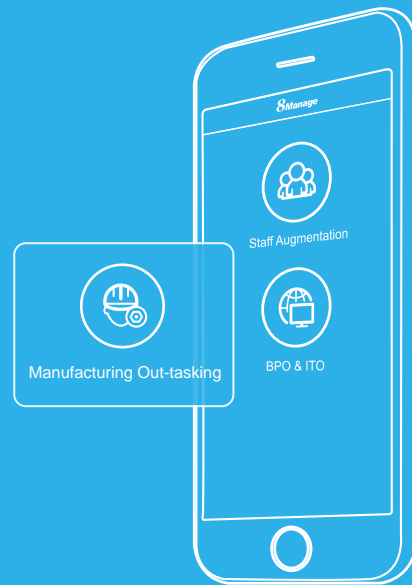 8Manage
Staff Augmentation
Manufacturing Out-tasking
BPO & ITO